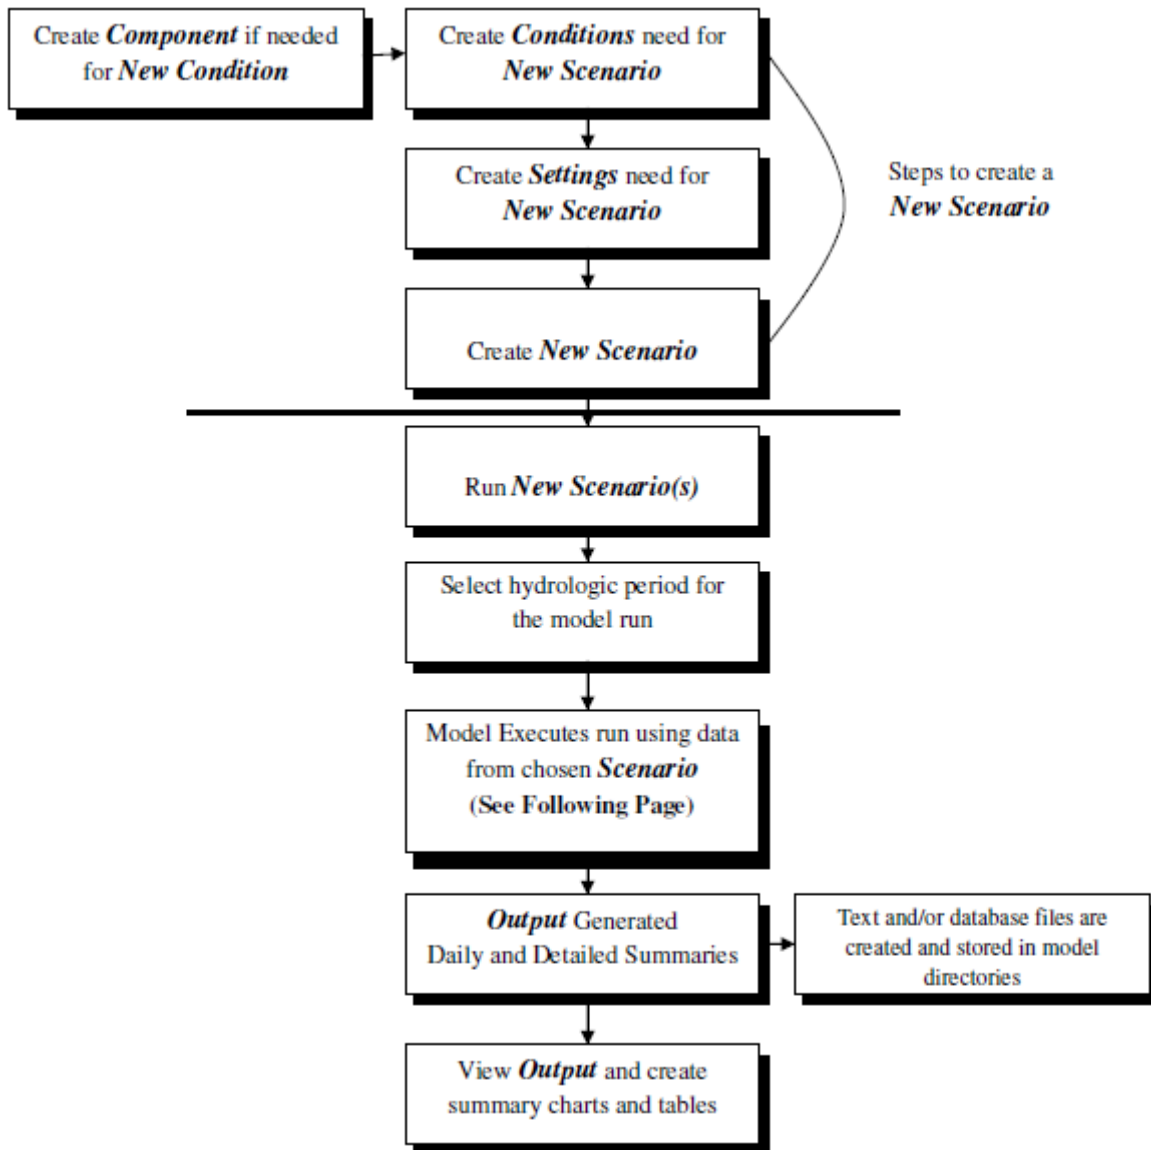 Create Component if needed
for New Condition
Create Conditions need for
New Scenario
Create Settings need for
New Scenario
Steps to create a
New Scenario
Create New Scenario
Run New Scenario(s)
Select hydrologic period for
the model run
Model Executes run using data
from chosen Scenario
(See Following Page)
Output Generated
Daily and Detailed Summaries
Text and/or database files are
created and stored in model
directories
View Output and create
summary charts and tables